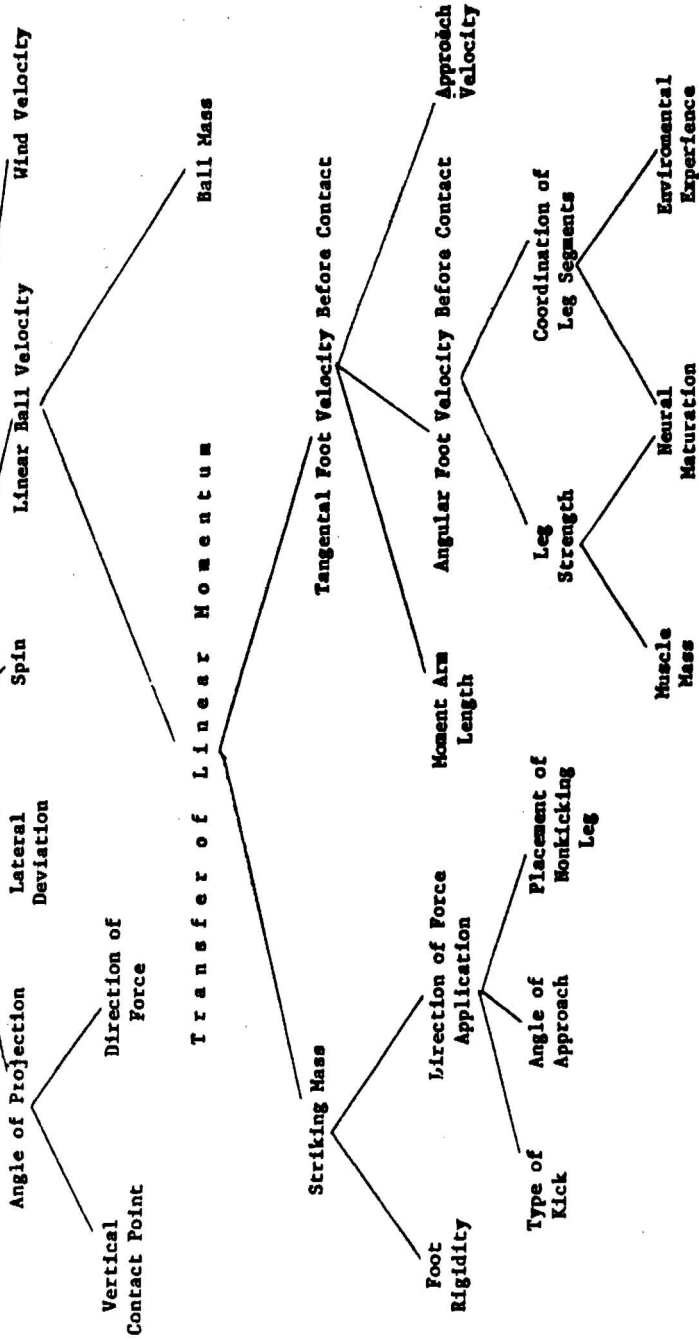 Angle of Projection
Lateral
Deviation
Spin
Linear Ball Velocity
Wind Velocity
Vertical
Contact Point
Direction of
Force
Ball Mass
Transfer of Linear Momentum
Striking Mass
Tangental Foot Velocity Before Contact
Foot
Rigidity
Lirection of Force
Application
Moment Arm
Length
Angular Foot Velocity Before Contact
Approach
Velocity
Type of
Kick
Angle of
Approach
Placement of
Nonkicking
Leg
Leg
Strength
Coordination of
Leg Segments
Muscle
Mass
Neural
Maturation
Enviromental
Experience